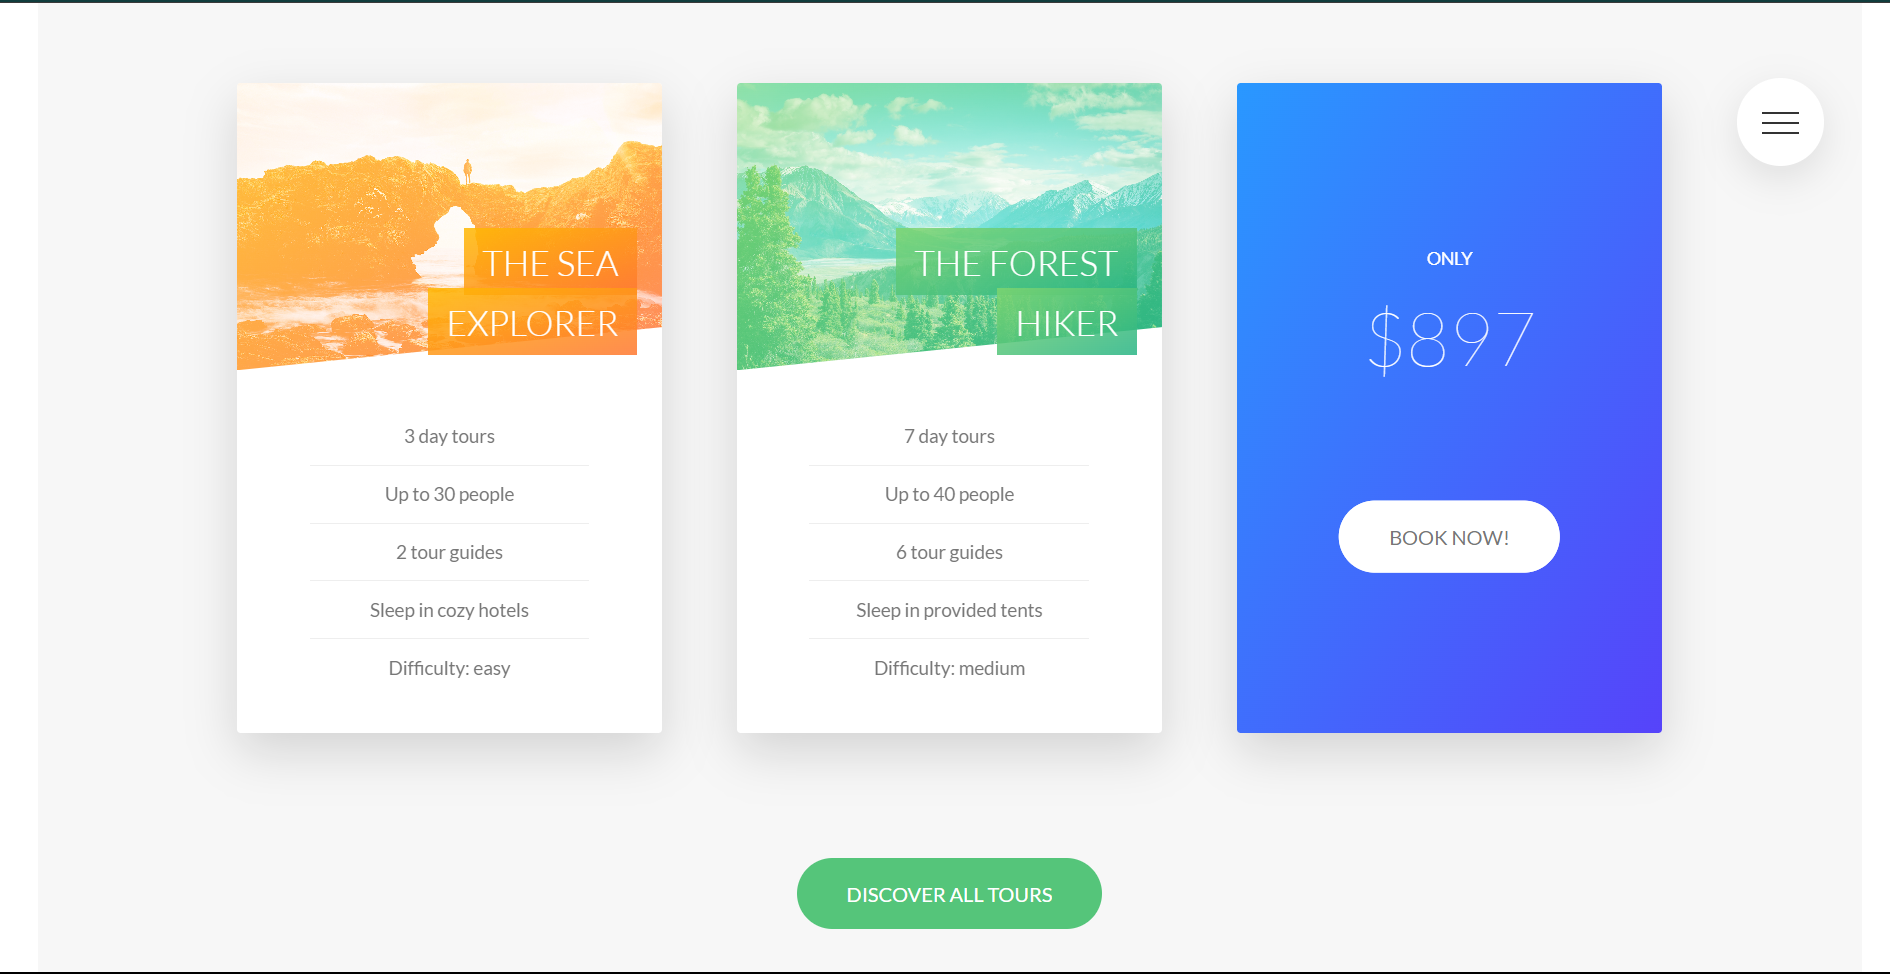 THE SEA
EXPLORER
3 day tours
Up to 30 people
2 tour guides
Sleep in cozy hotels
Difficulty: easy
THE FOREST
HIKER
7 day tours
Up to 40 people
6 tour guides
Sleep in provided tents
Difficulty: medium
ONLY
$897
BOOK NOW!
DISCOVER ALL TOURS